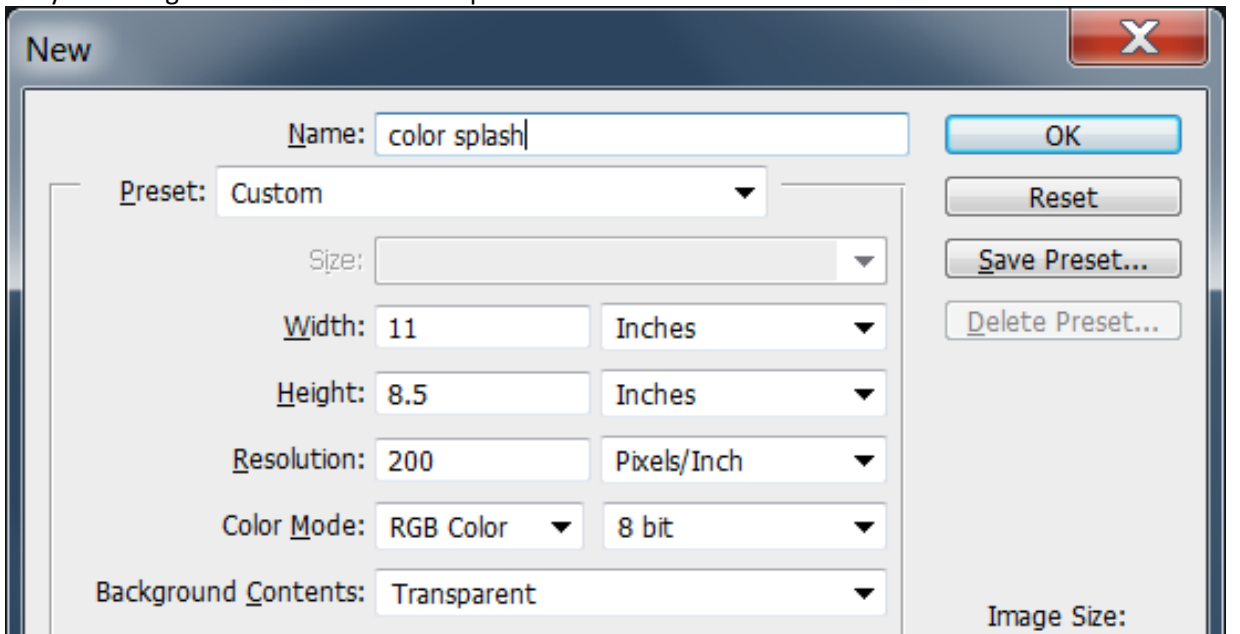 New
Name: color splash
OK
Preset: Custom
Reset
Size:
Save Preset...
Width: 11 Inches
Delete Preset...
Height: 8.5 Inches
Resolution: 200 Pixels/Inch
Color Mode: RGB Color 8 bit
Background Contents: Transparent
Image Size: